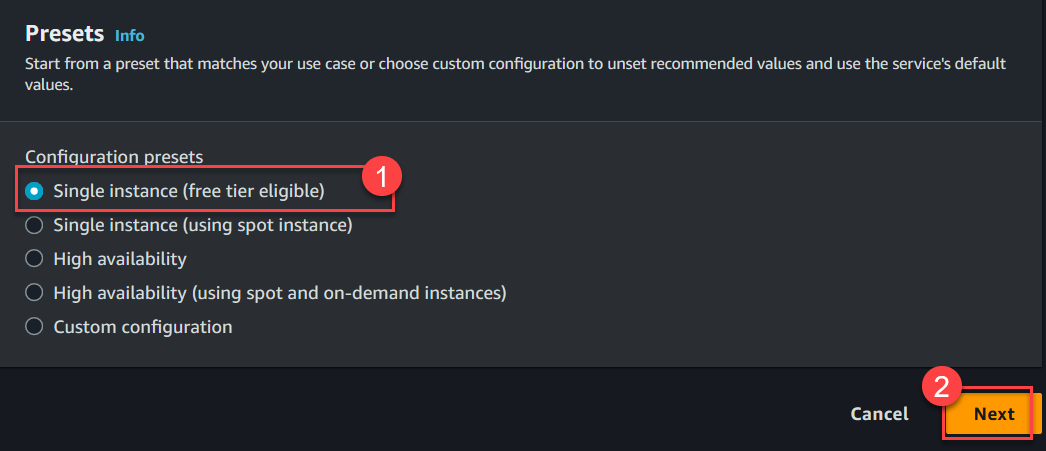 Presets Info
Start from a preset that matches your use case or choose custom configuration to unset recommended values and use the service's default
values.
Configuration presets
1
Single instance (free tier eligible)
Single instance (using spot instance)
High availability
High availability (using spot and on-demand instances)
Custom configuration
2
Cancel Next